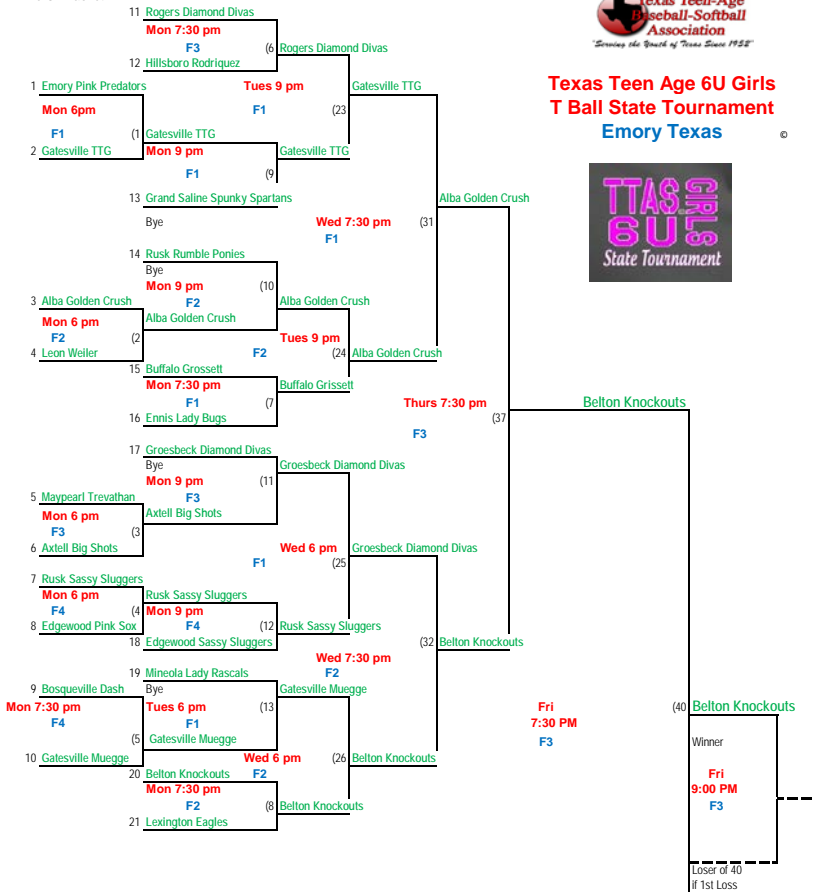 Texas Teen-Age
Baseball-Softball
Association
"Serving the Youth of Texas Since 1952"
Texas Teen Age 6U Girls
T Ball State Tournament
Emory Texas
©
TTAS GIRLS
6U
State Tournament
11 Rogers Diamond Divas
Mon 7:30 pm
F3
(6 Rogers Diamond Divas
12 Hillsboro Rodriquez
1 Emory Pink Predators
Tues 9 pm
Gatesville TTG
Mon 6pm
F1
(23
F1
(1 Gatesville TTG
2 Gatesville TTG
Mon 9 pm
Gatesville TTG
F1
(9
13 Grand Saline Spunky Spartans
Alba Golden Crush
Bye
Wed 7:30 pm
(31
F1
14 Rusk Rumble Ponies
Bye
Mon 9 pm
(10
3 Alba Golden Crush
F2
Alba Golden Crush
Mon 6 pm
Alba Golden Crush
F2
(2
Tues 9 pm
4 Leon Weiler
F2
(24 Alba Golden Crush
15 Buffalo Grossett
Mon 7:30 pm
Buffalo Grissett
F1
(7
Thurs 7:30 pm
Belton Knockouts
16 Ennis Lady Bugs
(37
F3
17 Groesbeck Diamond Divas
Bye
Groesbeck Diamond Divas
Mon 9 pm
(11
5 Maypearl Trevathan
F3
Mon 6 pm
Axtell Big Shots
F3
(3
6 Axtell Big Shots
Wed 6 pm
Groesbeck Diamond Divas
F1
(25
7 Rusk Sassy Sluggers
Mon 6 pm
Rusk Sassy Sluggers
F4
(4 Mon 9 pm
8 Edgewood Pink Sox
F4
(12 Rusk Sassy Sluggers
18 Edgewood Sassy Sluggers
(32 Belton Knockouts
Wed 7:30 pm
19 Mineola Lady Rascals
F2
9 Bosqueville Dash
Bye
Gatesville Muegge
Mon 7:30 pm
Tues 6 pm
(13
Fri
(40 Belton Knockouts
F4
F1
7:30 PM
(5 Gatesville Muegge
F3
Winner
10 Gatesville Muegge
Wed 6 pm
(26 Belton Knockouts
20 Belton Knockouts
F2
Fri
Mon 7:30 pm
9:00 PM
F2
(8 Belton Knockouts
F3
21 Lexington Eagles
Loser of 40
if 1st Loss